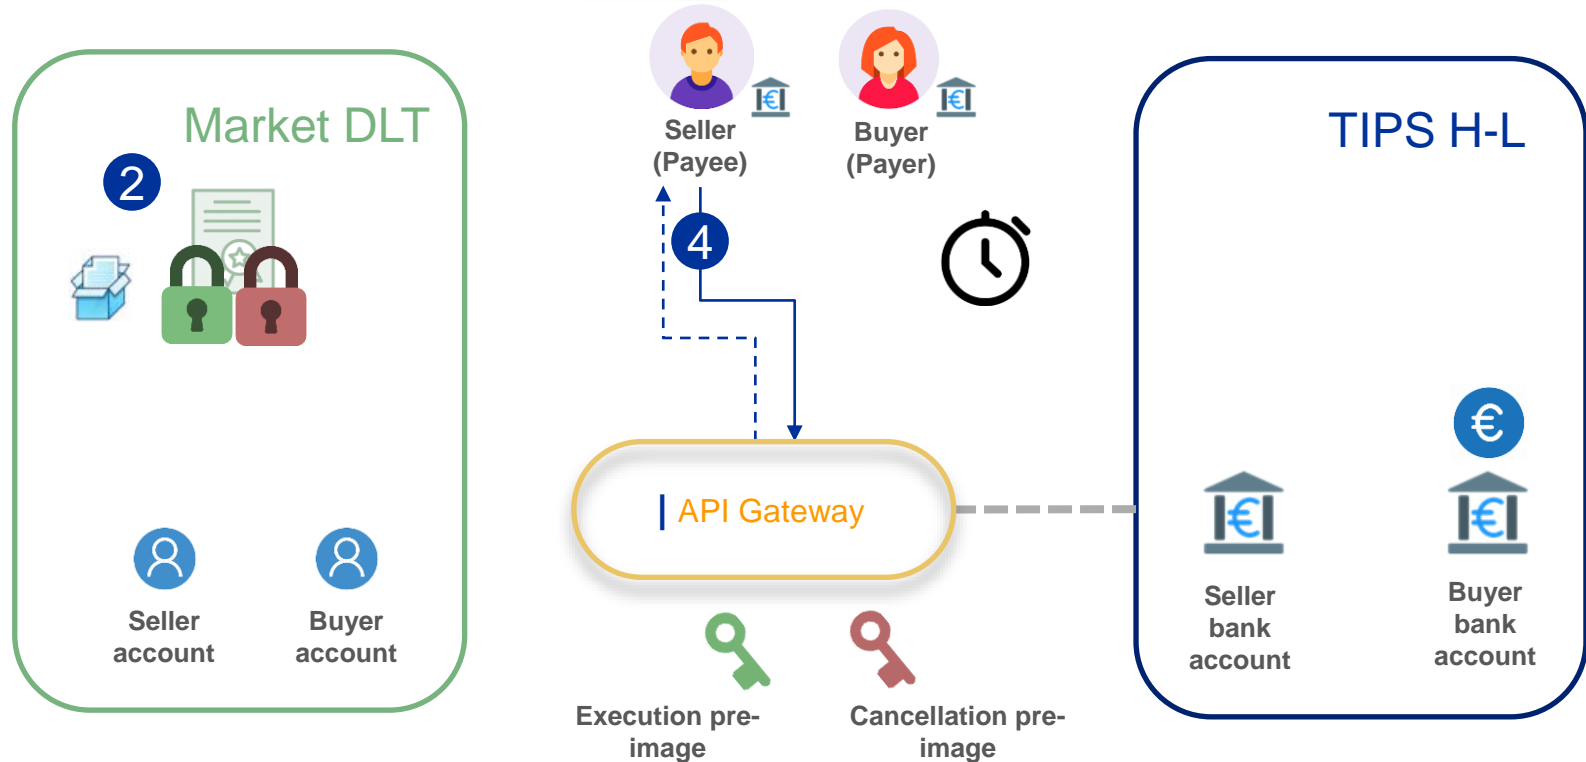 Market DLT
2
Seller
account
Buyer
account
Seller
(Payee)
Buyer
(Payer)
4
| API Gateway
Execution pre-
image
Cancellation pre-
image
TIPS H-L
€
€
€
Seller
bank
account
€
€
Buyer
bank
account